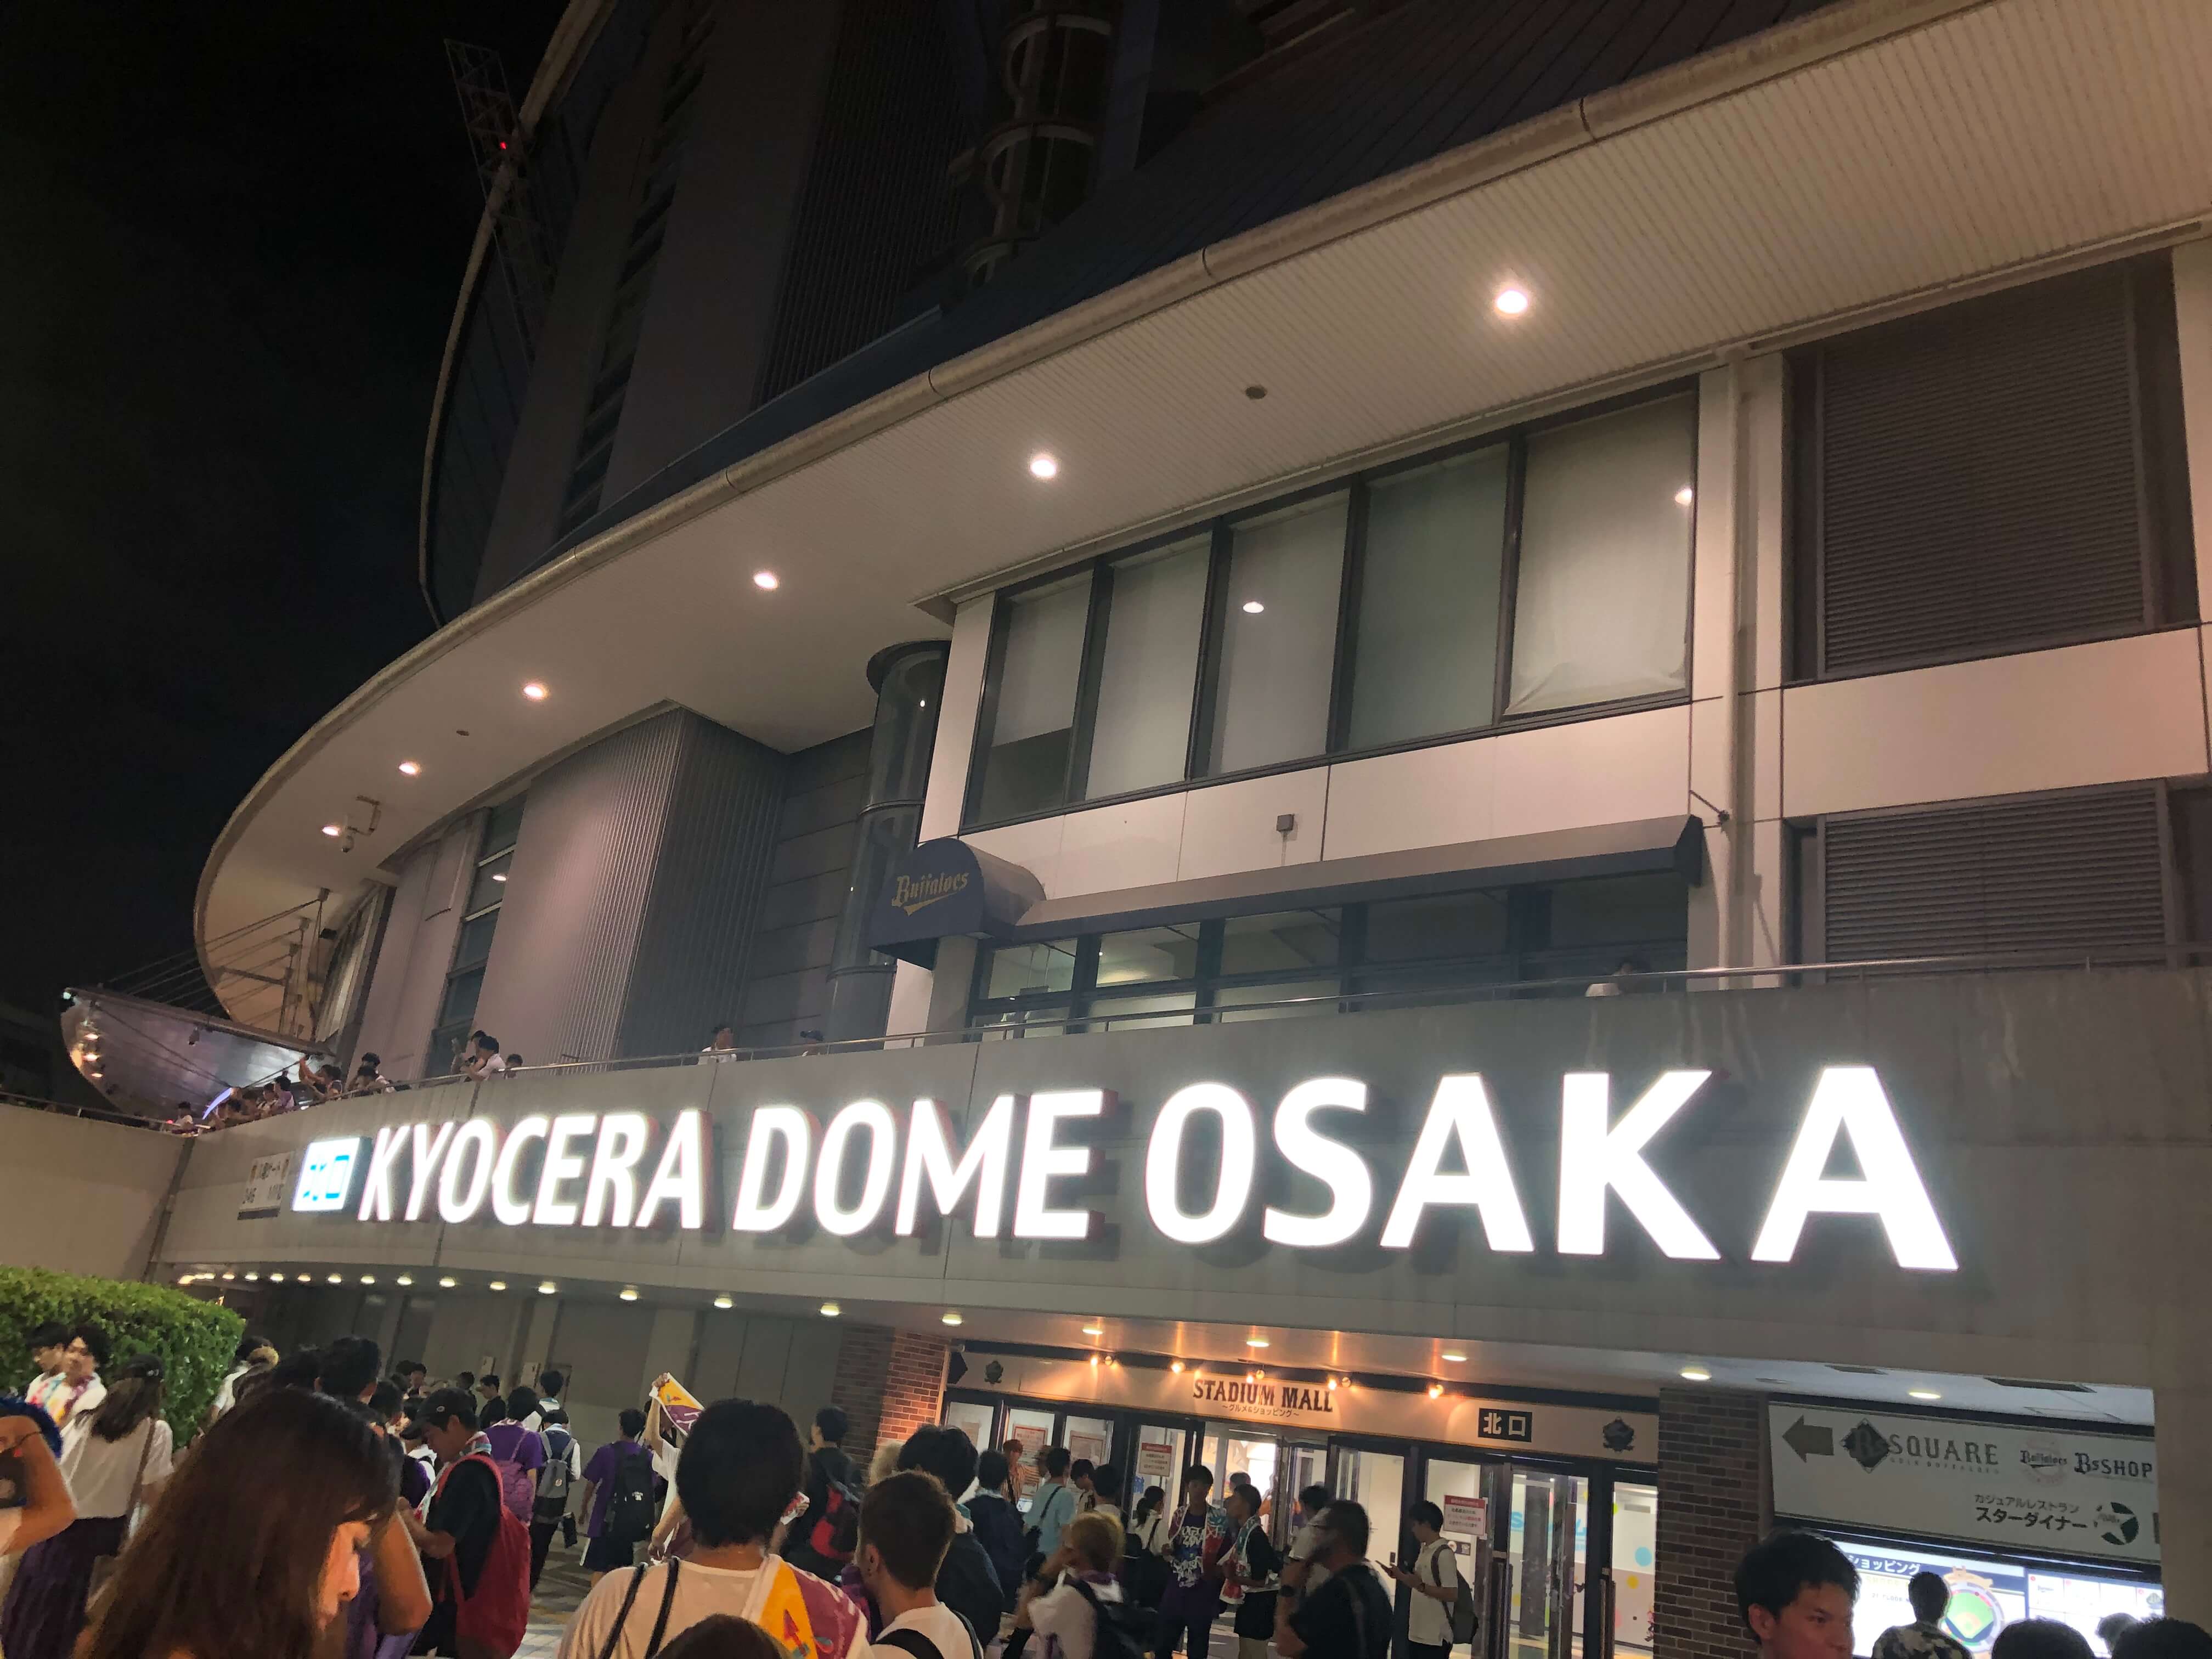 Buffaloes
北口 KYOCERA DOME OSAKA
STADIUM MALL
〜グルメ&ショッピング〜
北口
B SQUARE
Buffaloes
BsSHOP
カジュアルレストラン
スターダイナー
ショッピング